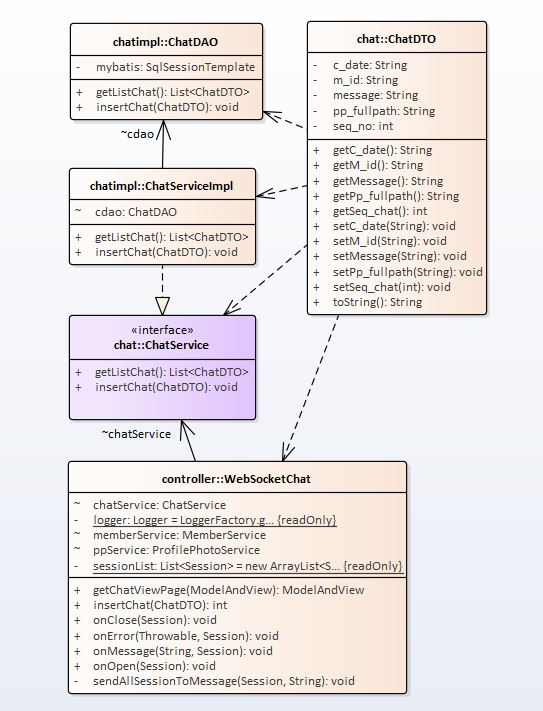 chatimpl::ChatDAO
- mybatis: SqlSessionTemplate
+ getListChat(): List<ChatDTO>
+ insertChat(ChatDTO): void
~cdao
chatimpl::ChatServiceImpl
~ cdao: ChatDAO
+ getListChat(): List<ChatDTO>
+ insertChat(ChatDTO): void
«interface»
chat::ChatService
+ getListChat(): List<ChatDTO>
+ insertChat(ChatDTO): void
~chatService
chat::ChatDTO
- c_date: String
- m_id: String
- message: String
- pp_fullpath: String
- seq_no: int
+ getC_date(): String
+ getM_id(): String
+ getMessage(): String
+ getPp_fullpath(): String
+ getSeq_chat(): int
+ setC_date(String): void
+ setM_id(String): void
+ setMessage(String): void
+ setPp_fullpath(String): void
+ setSeq_chat(int): void
+ toString(): String
controller::WebSocketChat
~ chatService: ChatService
- logger: Logger = LoggerFactory.g... {readOnly}
~ memberService: MemberService
~ ppService: ProfilePhotoService
- sessionList: List<Session> = new ArrayList<S... {readOnly}
+ getChatViewPage(ModelAndView): ModelAndView
+ insertChat(ChatDTO): int
+ onClose(Session): void
+ onError(Throwable, Session): void
+ onMessage(String, Session): void
+ onOpen(Session): void
- sendAllSessionToMessage(Session, String): void